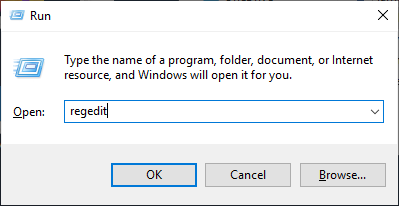 Run
Type the name of a program, folder, document, or Internet
resource, and Windows will open it for you.
Open: regedit
OK Cancel Browse...